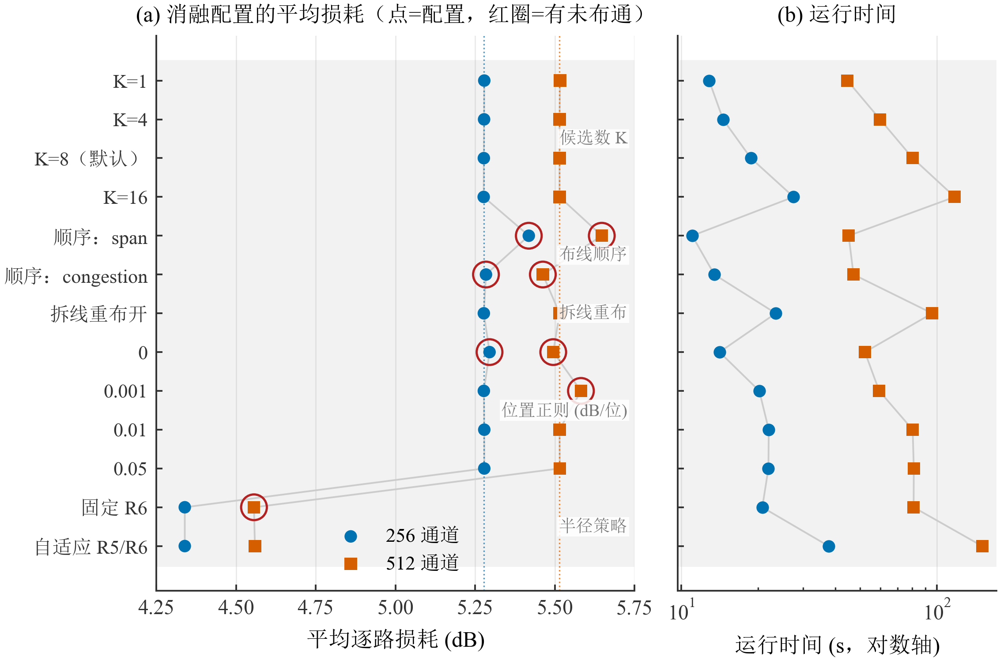 (a) 消融配置的平均损耗（点=配置，红圈=有未布通）
K=1
K=4
K=8（默认）
K=16
顺序：span
顺序：congestion
拆线重布开
0
0.001
0.01
0.05
固定 R6
自适应 R5/R6
候选数 K
布线顺序
拆线重布
位置正则 (dB/位)
半径策略
256 通道
512 通道
4.25 4.50 4.75 5.00 5.25 5.50 5.75
平均逐路损耗 (dB)
(b) 运行时间
10¹ 10²
运行时间 (s，对数轴)